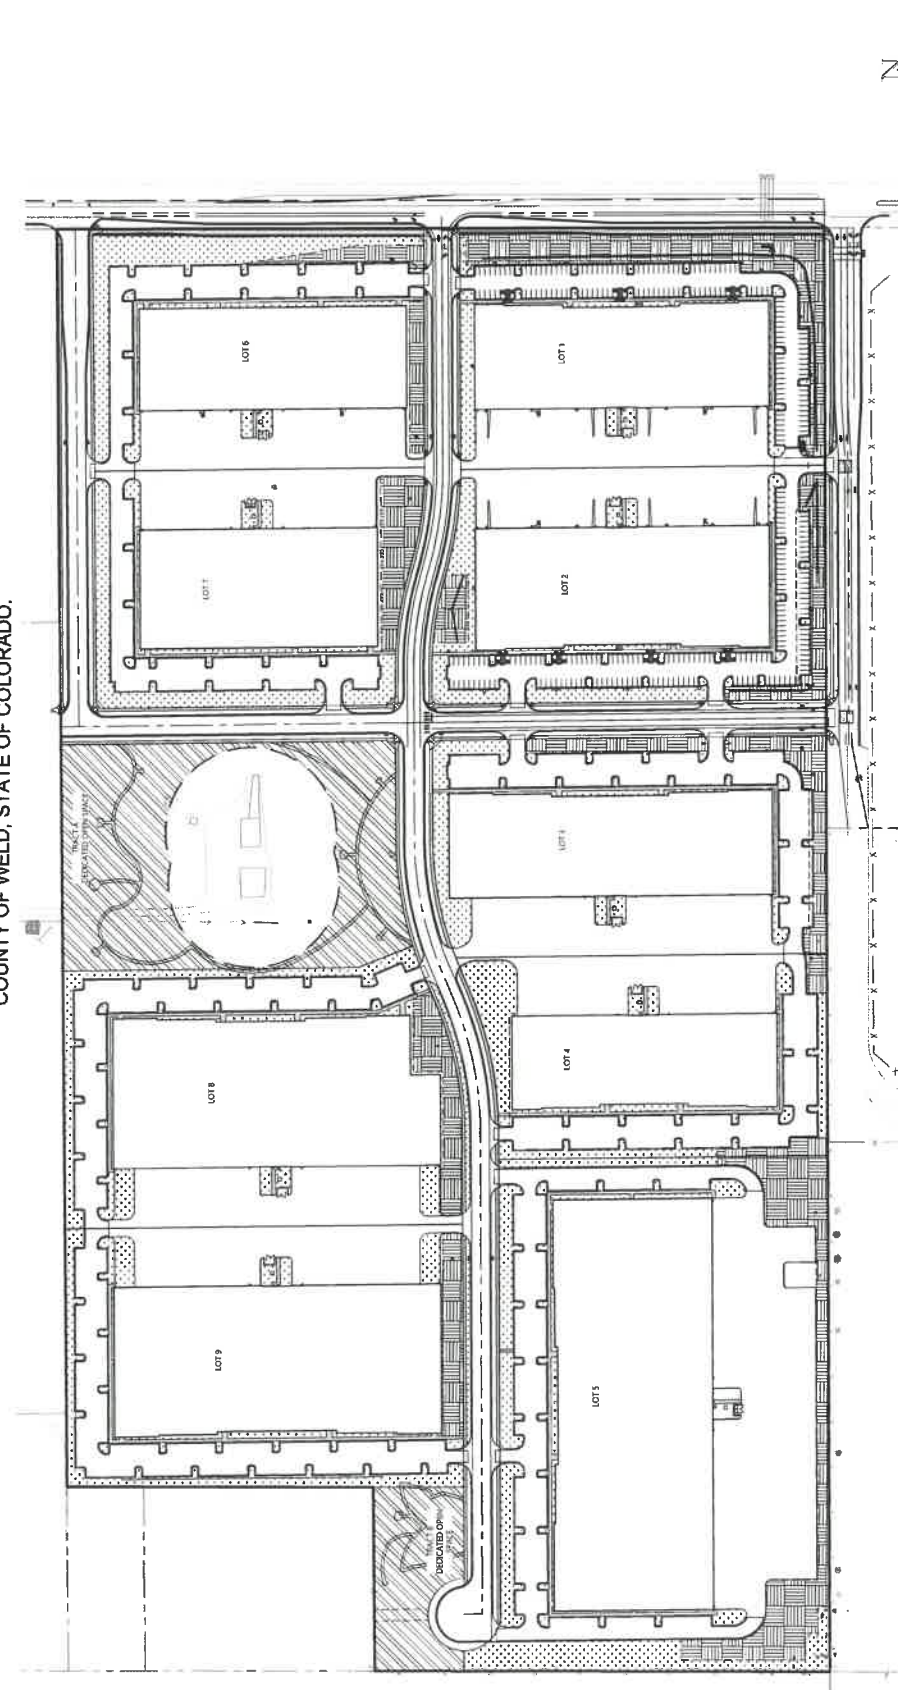 COUNTY OF WELD, STATE OF COLORADO.
N
LOT 6
LOT 1
LOT 7
LOT 2
TRACT A
DEDICATED OPEN SPACE
LOT 3
LOT 8
LOT 4
LOT 9
LOT 5
TRACT B
DEDICATED OPEN
SPACE